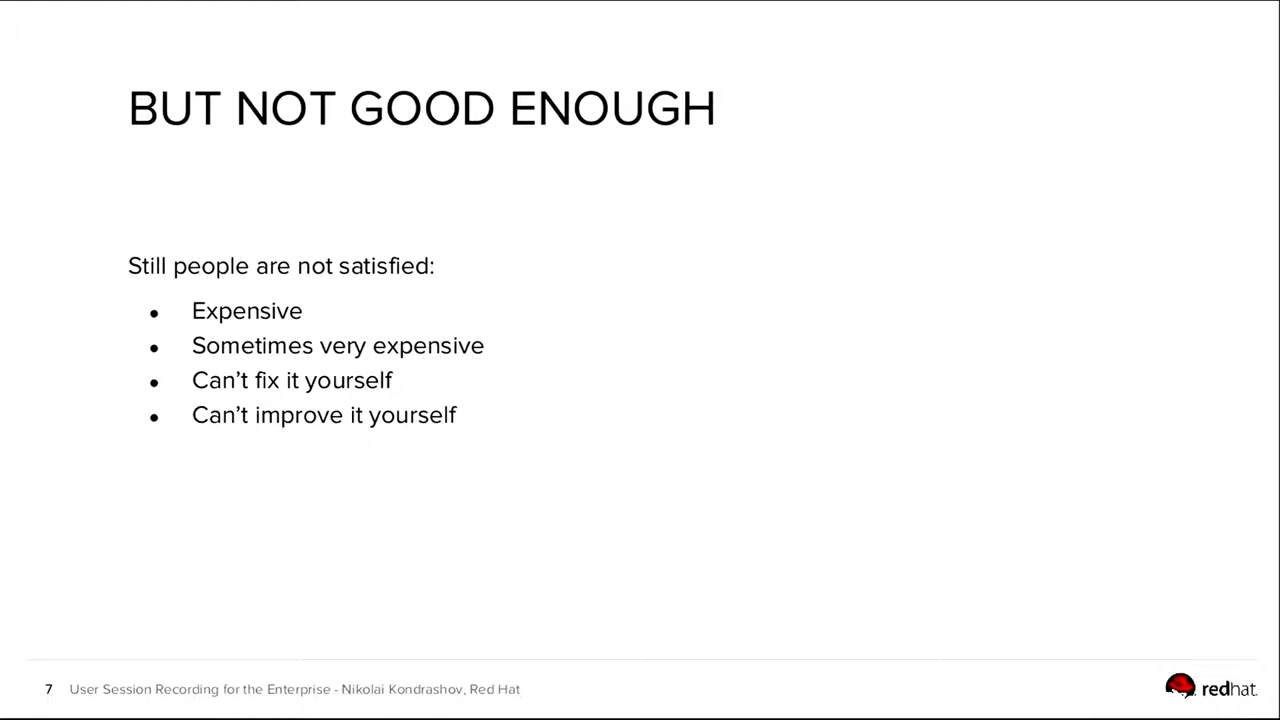 BUT NOT GOOD ENOUGH
Still people are not satisfied:
● Expensive
● Sometimes very expensive
● Can’t fix it yourself
● Can’t improve it yourself
7 User Session Recording for the Enterprise - Nikolai Kondrashov, Red Hat
redhat.